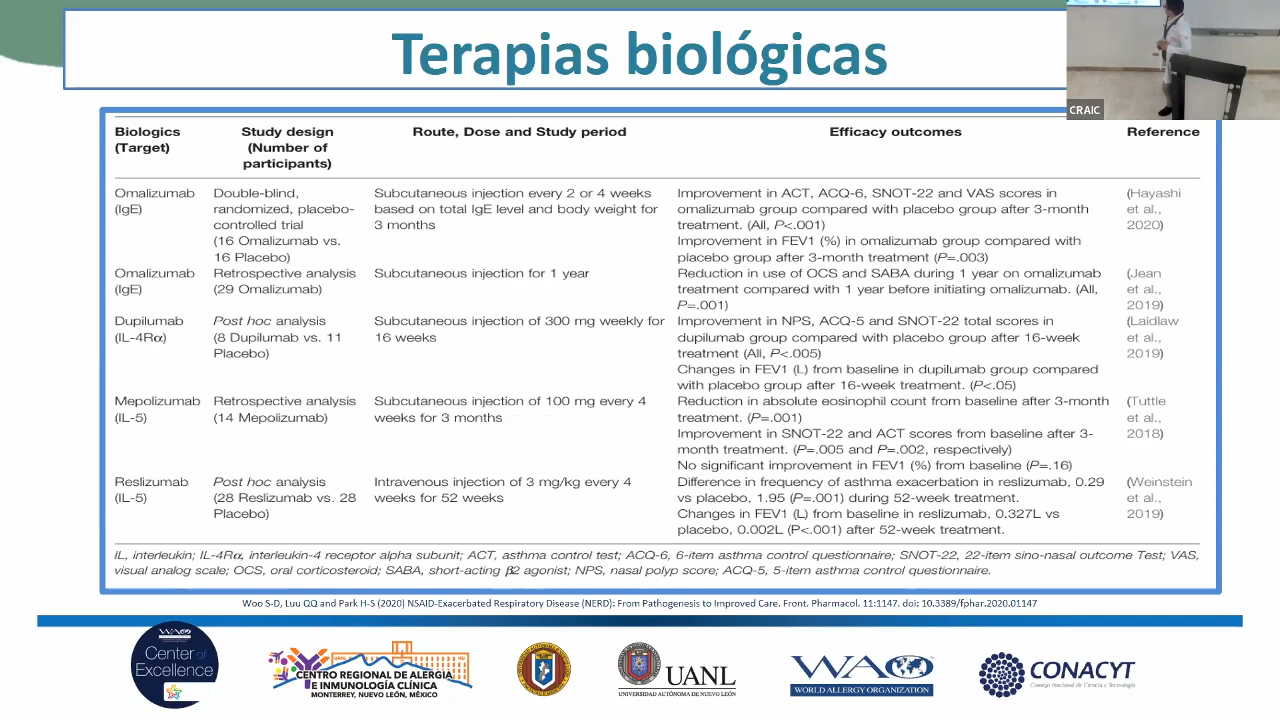 Terapias biológicas
CRAIC
Biologics (Target)
Study design (Number of participants)
Route, Dose and Study period
Efficacy outcomes
Reference
Omalizumab (IgE)
Double-blind, randomized, placebo-controlled trial (16 Omalizumab vs. 16 Placebo)
Subcutaneous injection every 2 or 4 weeks based on total IgE level and body weight for 3 months
Improvement in ACT, ACQ-6, SNOT-22 and VAS scores in omalizumab group compared with placebo group after 3-month treatment. (All, P<.001)
Improvement in FEV1 (%) in omalizumab group compared with placebo group after 3-month treatment (P=.003)
(Hayashi et al., 2020)
Omalizumab (IgE)
Retrospective analysis (29 Omalizumab)
Subcutaneous injection for 1 year
Reduction in use of OCS and SABA during 1 year on omalizumab treatment compared with 1 year before initiating omalizumab. (All, P=.001)
(Jean et al., 2019)
Dupilumab (IL-4Rα)
Post hoc analysis (8 Dupilumab vs. 11 Placebo)
Subcutaneous injection of 300 mg weekly for 16 weeks
Improvement in NPS, ACQ-5 and SNOT-22 total scores in dupilumab group compared with placebo group after 16-week treatment (All, P<.005)
Changes in FEV1 (L) from baseline in dupilumab group compared with placebo group after 16-week treatment. (P<.05)
(Laidlaw et al., 2019)
Mepolizumab (IL-5)
Retrospective analysis (14 Mepolizumab)
Subcutaneous injection of 100 mg every 4 weeks for 3 months
Reduction in absolute eosinophil count from baseline after 3-month treatment. (P=.001)
Improvement in SNOT-22 and ACT scores from baseline after 3-month treatment. (P=.005 and P=.002, respectively)
No significant improvement in FEV1 (%) from baseline (P=.16)
(Tuttle et al., 2018)
Reslizumab (IL-5)
Post hoc analysis (28 Reslizumab vs. 28 Placebo)
Intravenous injection of 3 mg/kg every 4 weeks for 52 weeks
Difference in frequency of asthma exacerbation in reslizumab, 0.29 vs placebo, 1.95 (P=.001) during 52-week treatment.
Changes in FEV1 (L) from baseline in reslizumab, 0.327L vs placebo, 0.002L (P<.001) after 52-week treatment.
(Weinstein et al., 2019)
IL, interleukin; IL-4Rα, interleukin-4 receptor alpha subunit; ACT, asthma control test; ACQ-6, 6-item asthma control questionnaire; SNOT-22, 22-item sino-nasal outcome Test; VAS, visual analog scale; OCS, oral corticosteroid; SABA, short-acting β2 agonist; NPS, nasal polyp score; ACQ-5, 5-item asthma control questionnaire.
Woo S-D, Luu QQ and Park H-S (2020) NSAID-Exacerbated Respiratory Disease (NERD): From Pathogenesis to Improved Care. Front. Pharmacol. 11:1147. doi: 10.3389/fphar.2020.01147
WAO
Center of
Excellence
CENTRO REGIONAL DE ALERGIA
E INMUNOLOGÍA CLÍNICA
MONTERREY, NUEVO LEÓN, MÉXICO
UANL
UNIVERSIDAD AUTÓNOMA DE NUEVO LEÓN
WAO
WORLD ALLERGY ORGANIZATION
CONACYT
Consejo Nacional de Ciencia y Tecnología